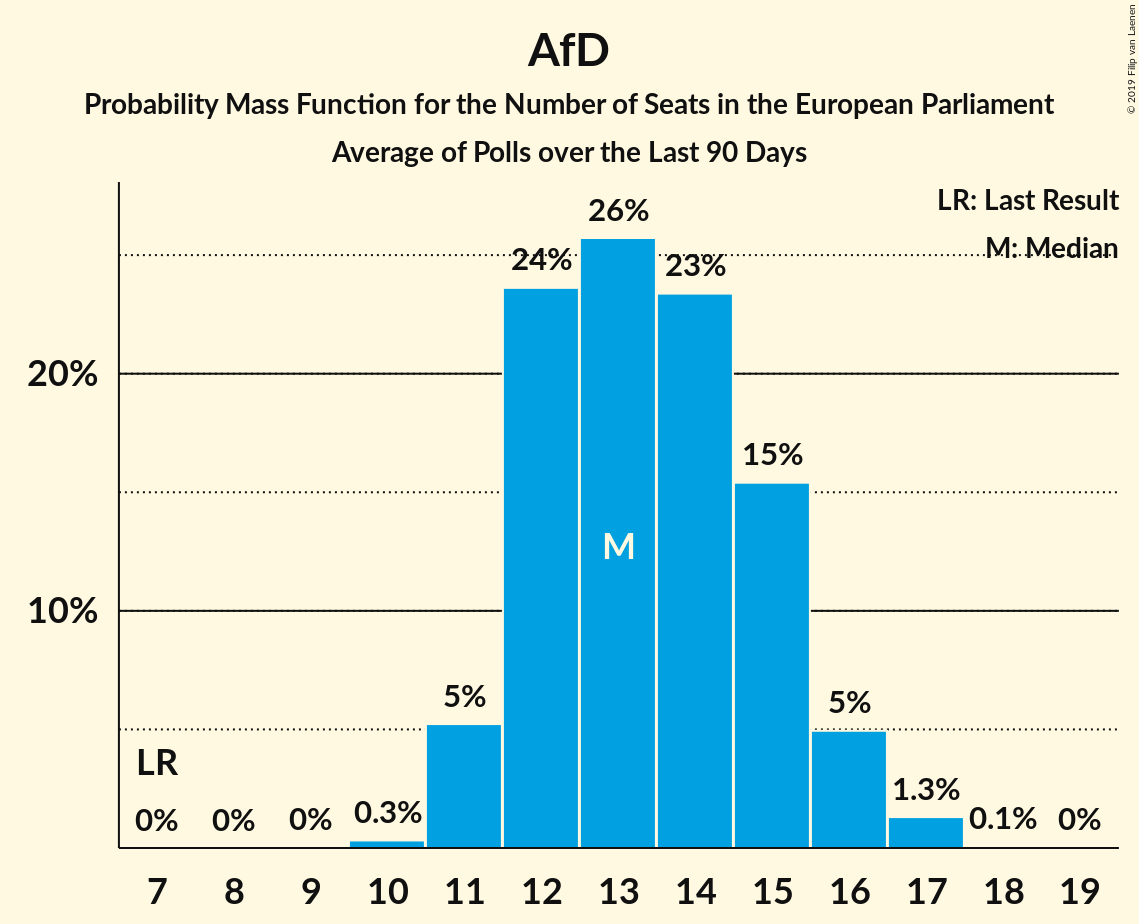 AfD
Probability Mass Function for the Number of Seats in the European Parliament
Average of Polls over the Last 90 Days
© 2019 Filip van Laenen
LR: Last Result
M: Median
26%
24%
23%
20%
15%
M
10%
5%
5%
LR
1.3%
0%
0%
0%
0.3%
0.1%
0%
7 8 9 10 11 12 13 14 15 16 17 18 19